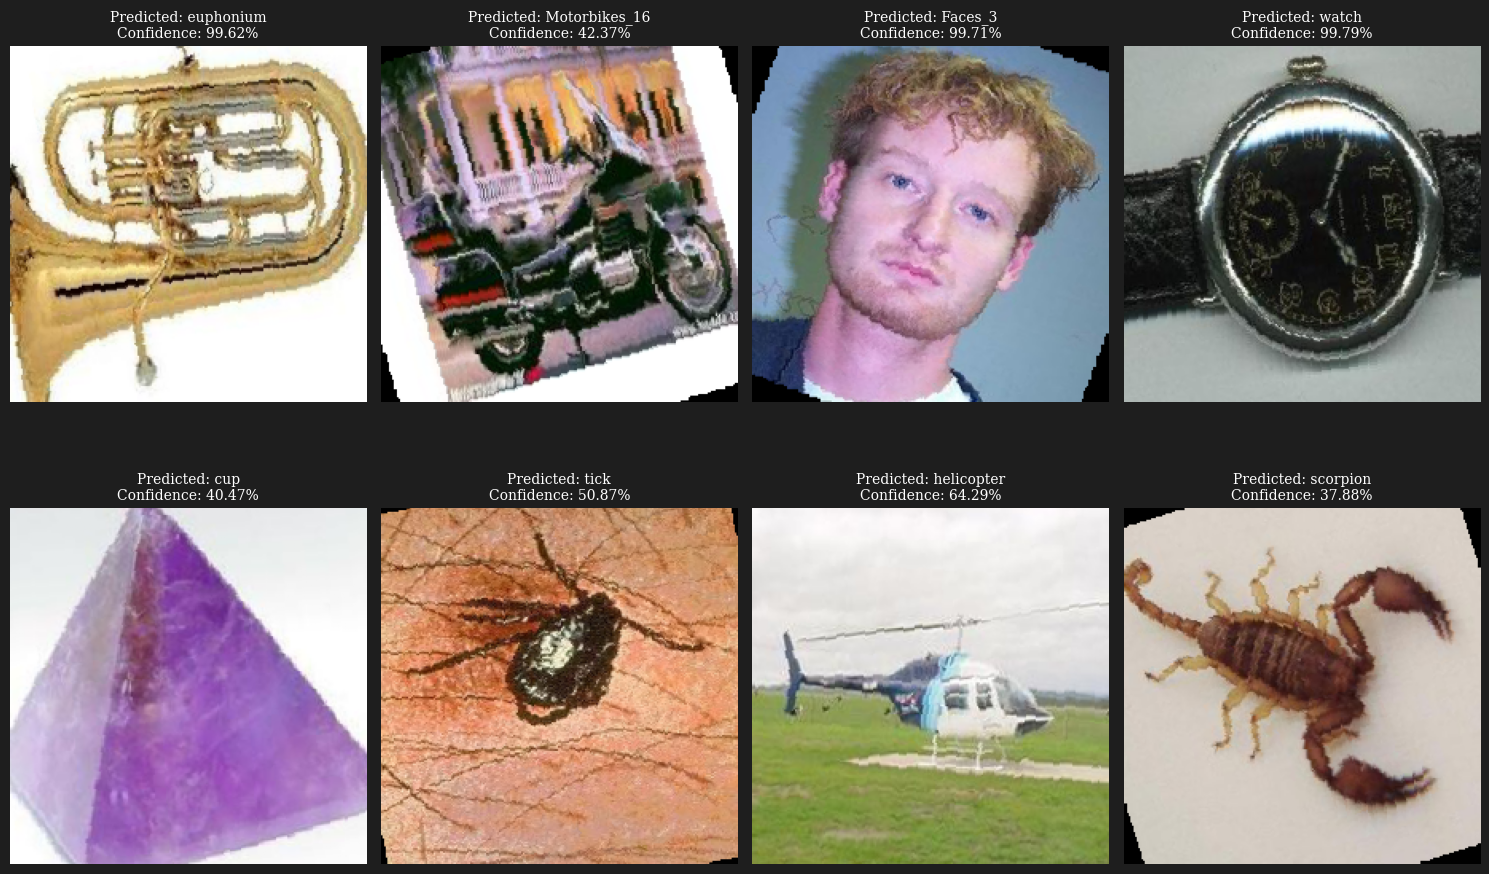 Predicted: euphonium
Confidence: 99.62%
Predicted: Motorbikes_16
Confidence: 42.37%
Predicted: Faces_3
Confidence: 99.71%
Predicted: watch
Confidence: 99.79%
Predicted: cup
Confidence: 40.47%
Predicted: tick
Confidence: 50.87%
Predicted: helicopter
Confidence: 64.29%
Predicted: scorpion
Confidence: 37.88%